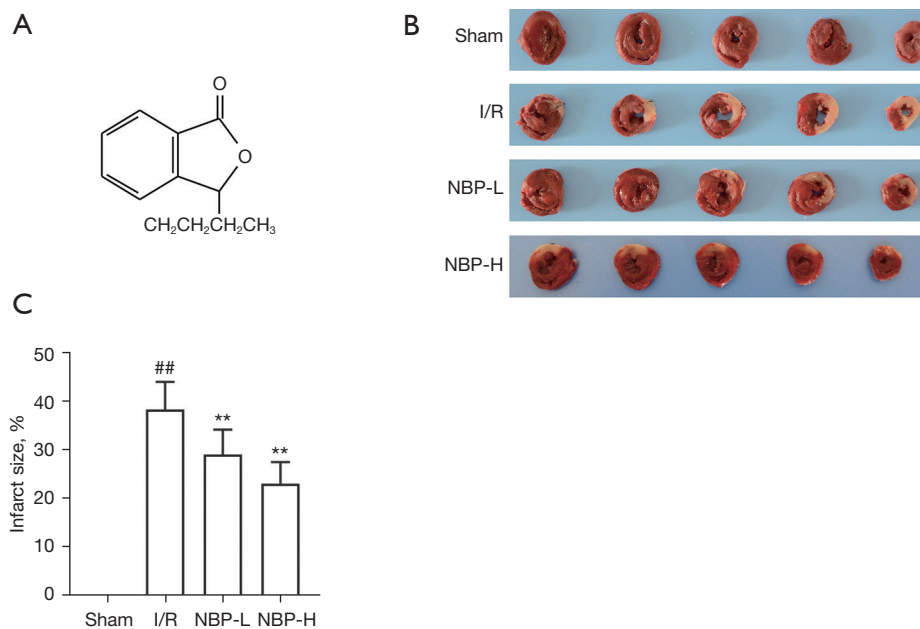 A
O
O
CH₂CH₂CH₂CH₃
B
Sham
I/R
NBP-L
NBP-H
C
Infarct size, %
50
40
30
20
10
0
##
**
**
Sham I/R NBP-L NBP-H